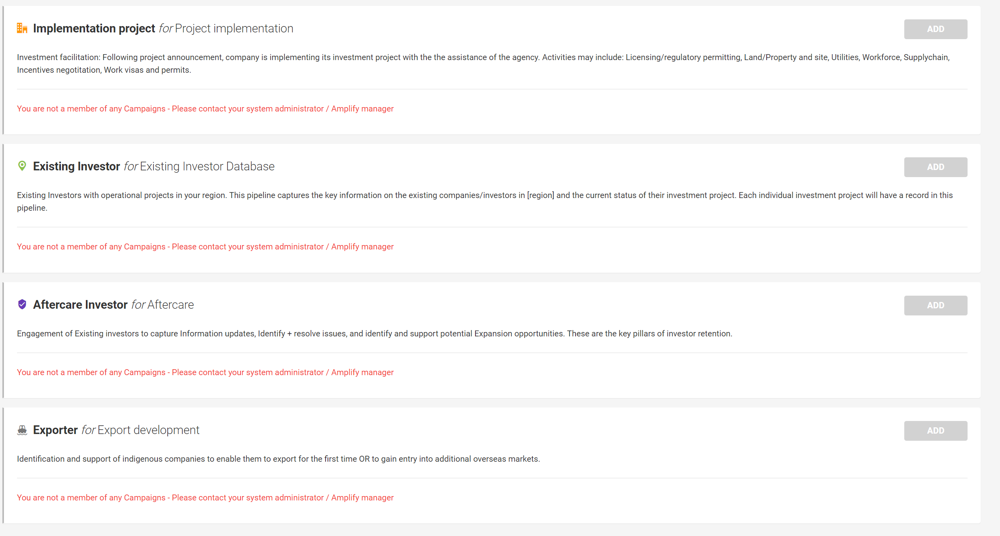 Implementation project for Project implementation
ADD
Investment facilitation: Following project announcement, company is implementing its investment project with the the assistance of the agency. Activities may include: Licensing/regulatory permitting, Land/Property and site, Utilities, Workforce, Supplychain,
Incentives negotitation, Work visas and permits.
You are not a member of any Campaigns - Please contact your system administrator / Amplify manager
Existing Investor for Existing Investor Database
ADD
Existing Investors with operational projects in your region. This pipeline captures the key information on the existing companies/investors in [region] and the current status of their investment project. Each individual investment project will have a record in this
pipeline.
You are not a member of any Campaigns - Please contact your system administrator / Amplify manager
Aftercare Investor for Aftercare
ADD
Engagement of Existing investors to capture Information updates, Identify + resolve issues, and identify and support potential Expansion opportunities. These are the key pillars of investor retention.
You are not a member of any Campaigns - Please contact your system administrator / Amplify manager
Exporter for Export development
ADD
Identification and support of indigenous companies to enable them to export for the first time OR to gain entry into additional overseas markets.
You are not a member of any Campaigns - Please contact your system administrator / Amplify manager